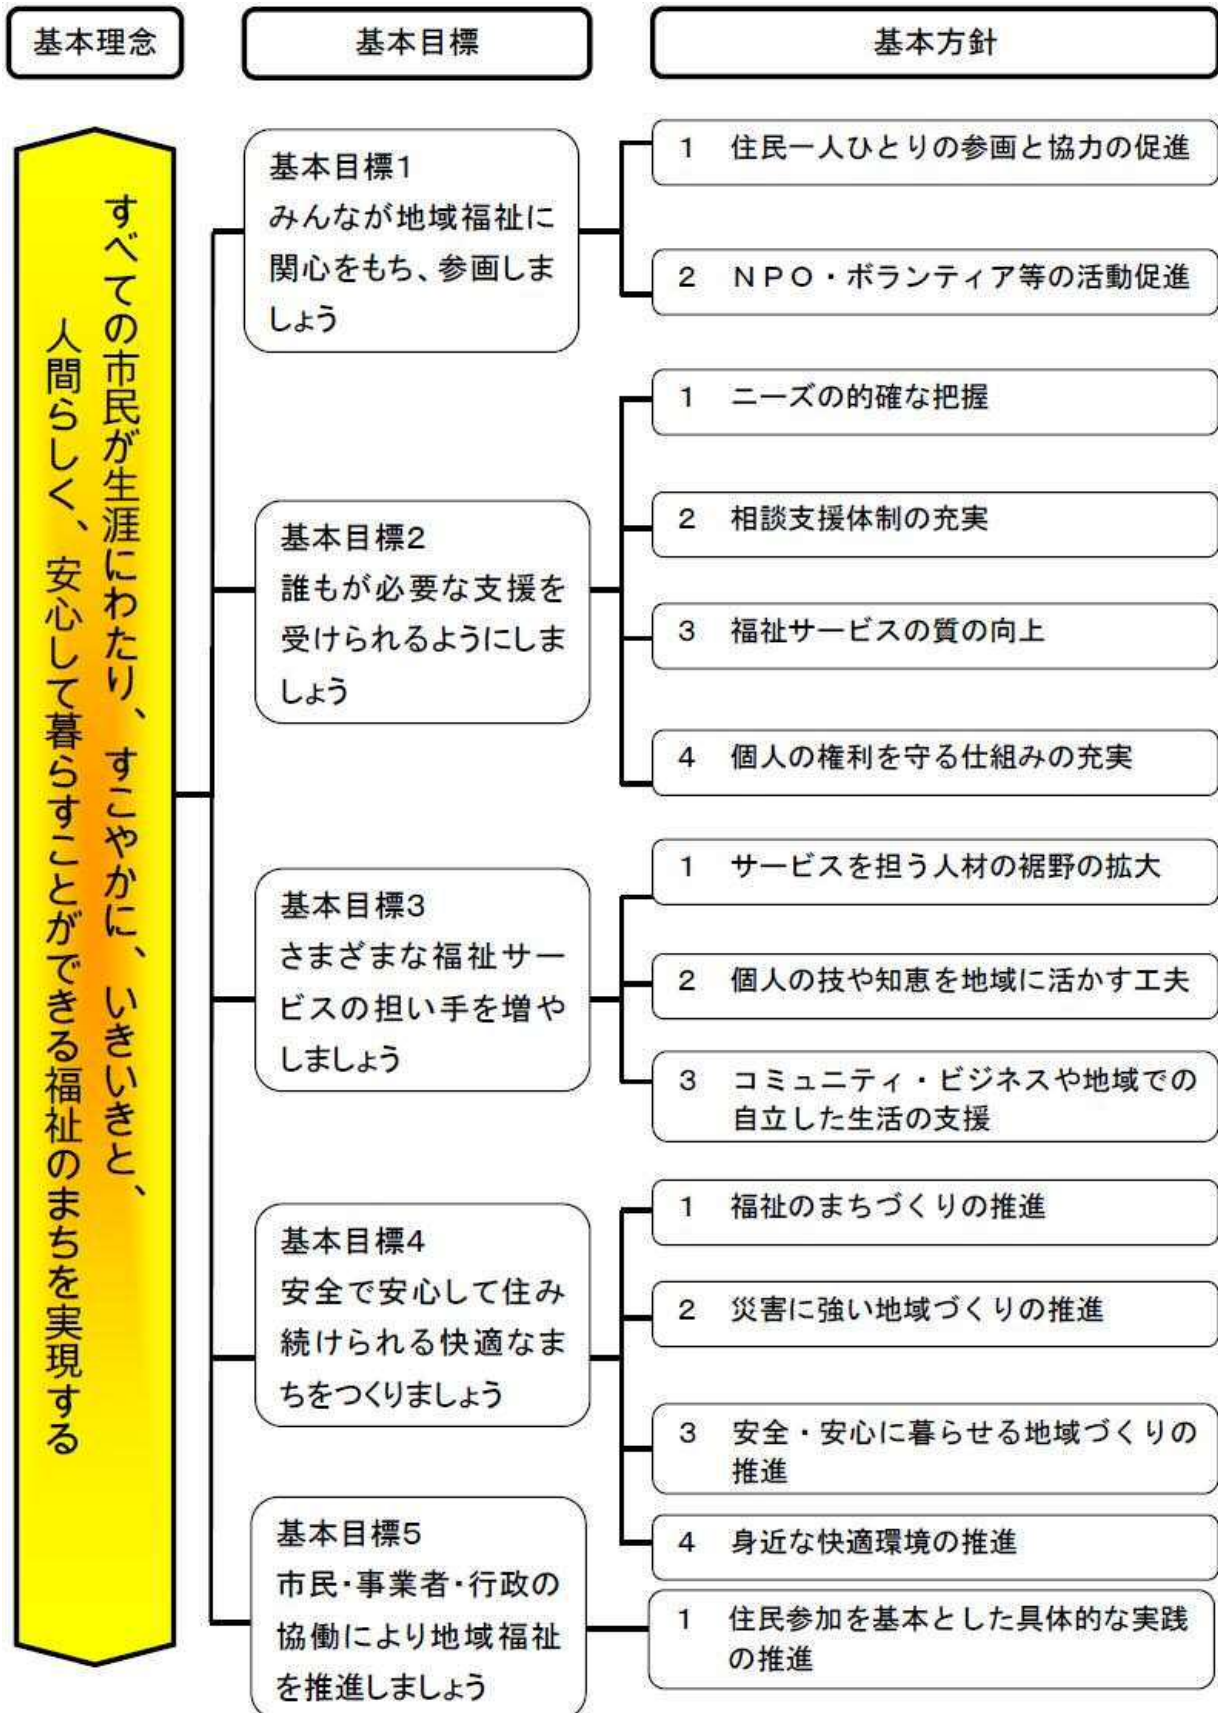 基本理念
基本目標
基本方針
すべての市民が生涯にわたり、すこやかに、いきいきと、
人間らしく、安心して暮らすことができる福祉のまちを実現する
基本目標1
みんなが地域福祉に
関心をもち、参画しま
しょう
1 住民一人ひとりの参画と協力の促進
2 ＮＰＯ・ボランティア等の活動促進
基本目標2
誰もが必要な支援を
受けられるようにしま
しょう
1 ニーズの的確な把握
2 相談支援体制の充実
3 福祉サービスの質の向上
4 個人の権利を守る仕組みの充実
基本目標3
さまざまな福祉サー
ビスの担い手を増や
しましょう
1 サービスを担う人材の裾野の拡大
2 個人の技や知恵を地域に活かす工夫
3 コミュニティ・ビジネスや地域での
自立した生活の支援
基本目標4
安全で安心して住み
続けられる快適なま
ちをつくりましょう
1 福祉のまちづくりの推進
2 災害に強い地域づくりの推進
3 安全・安心に暮らせる地域づくりの
推進
4 身近な快適環境の推進
基本目標5
市民・事業者・行政の
協働により地域福祉
を推進しましょう
1 住民参加を基本とした具体的な実践
の推進